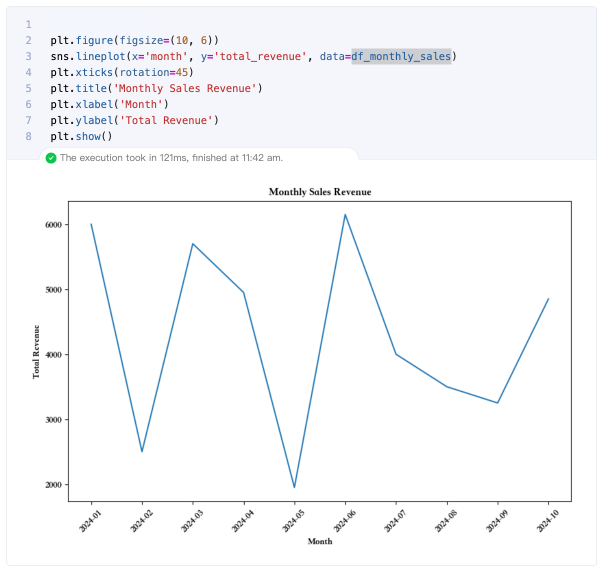 1
2 plt.figure(figsize=(10, 6))
3 sns.lineplot(x='month', y='total_revenue', data=df_monthly_sales)
4 plt.xticks(rotation=45)
5 plt.title('Monthly Sales Revenue')
6 plt.xlabel('Month')
7 plt.ylabel('Total Revenue')
8 plt.show()
The execution took in 121ms, finished at 11:42 am.
Monthly Sales Revenue
Total Revenue
6000
5000
4000
3000
2000
2024-01 2024-02 2024-03 2024-04 2024-05 2024-06 2024-07 2024-08 2024-09 2024-10
Month